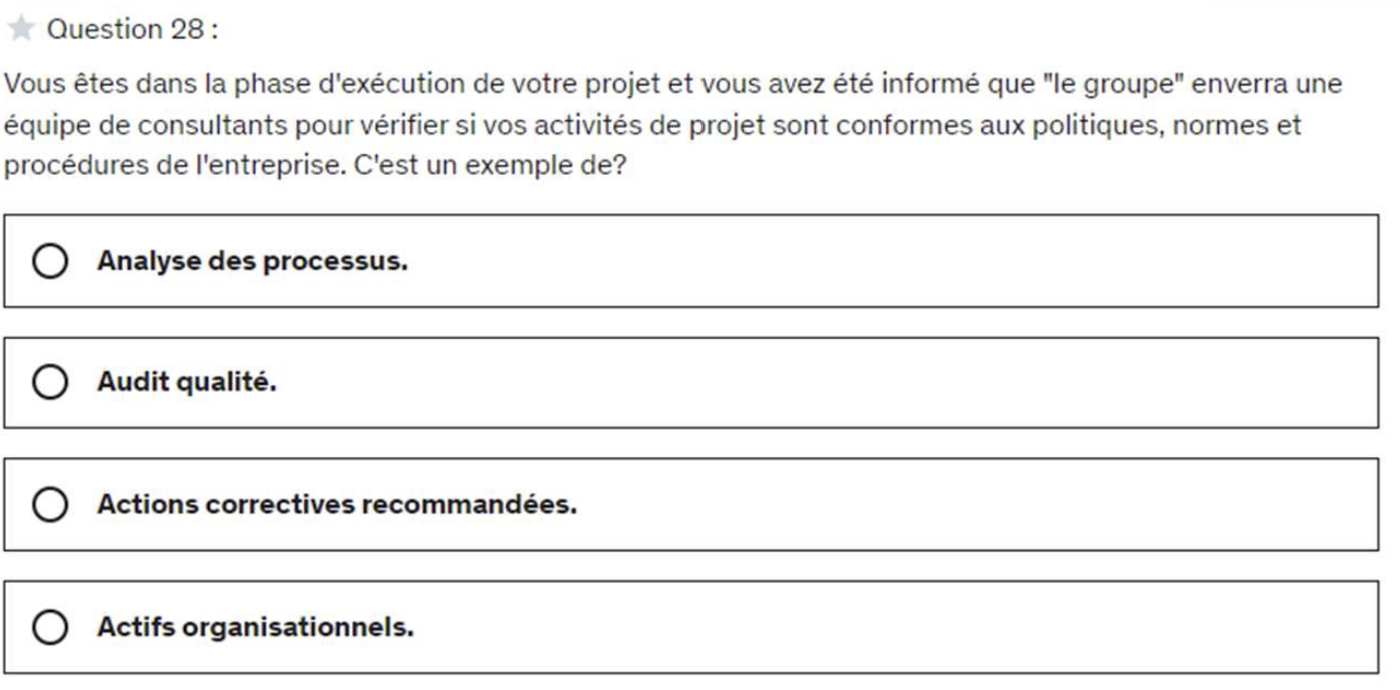 Question 28 :
Vous êtes dans la phase d'exécution de votre projet et vous avez été informé que "le groupe" enverra une
équipe de consultants pour vérifier si vos activités de projet sont conformes aux politiques, normes et
procédures de l'entreprise. C'est un exemple de?
Analyse des processus.
Audit qualité.
Actions correctives recommandées.
Actifs organisationnels.